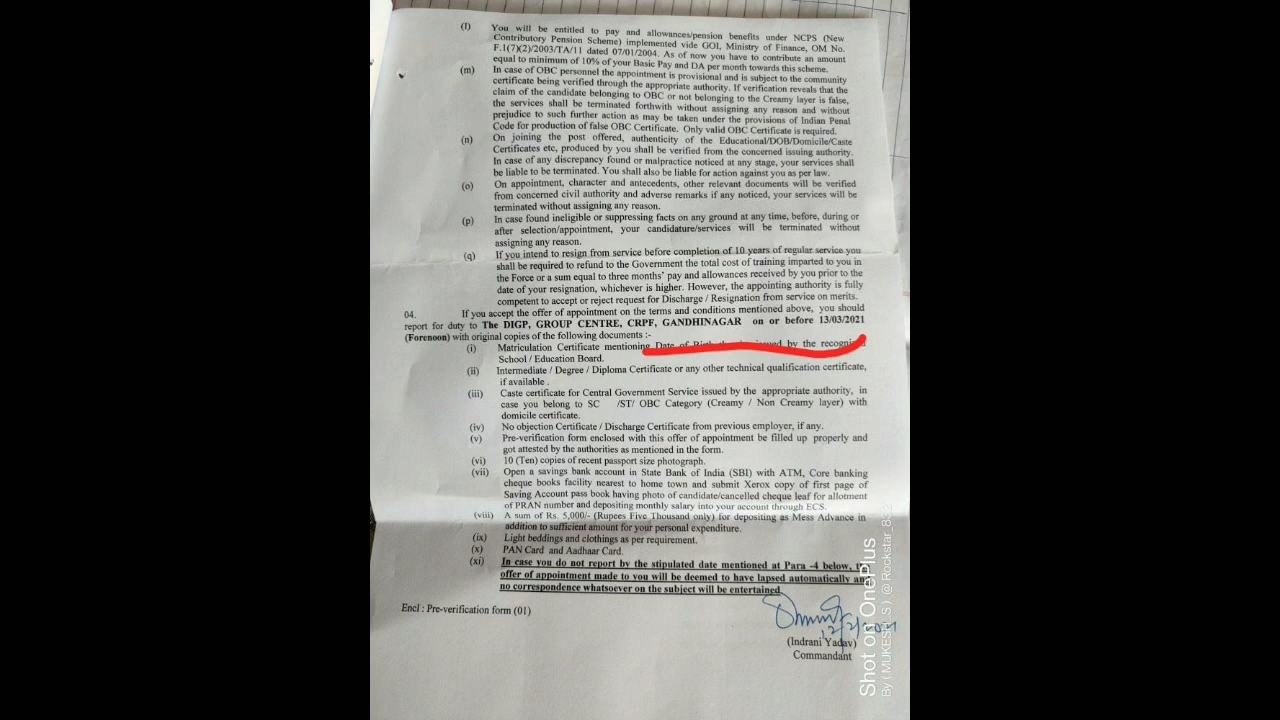 (l) You will be entitled to pay and allowances/pension benefits under NCPS (New
Contributory Pension Scheme) implemented vide GOI, Ministry of Finance, OM No.
F.1(7)(2)/2003/TA/11 dated 07/01/2004. As of now you have to contribute an amount
equal to minimum of 10% of your Basic Pay and DA per month towards this scheme.
(m) In case of OBC personnel the appointment is provisional and is subject to the community
certificate being verified through the appropriate authority. If verification reveals that the
claim of the candidate belonging to OBC or not belonging to the Creamy layer is false,
the services shall be terminated forthwith without assigning any reason and without
prejudice to such further action as may be taken under the provisions of Indian Penal
Code for production of false OBC Certificate. Only valid OBC Certificate is required.
(n) On joining the post offered, authenticity of the Educational/DOB/Domicile/Caste
Certificates etc, produced by you shall be verified from the concerned issuing authority.
In case of any discrepancy found or malpractice noticed at any stage, your services shall
be liable to be terminated. You shall also be liable for action against you as per law.
(o) On appointment, character and antecedents, other relevant documents will be verified
from concerned civil authority and adverse remarks if any noticed, your services will be
terminated without assigning any reason.
(p) In case found ineligible or suppressing facts on any ground at any time, before, during or
after selection/appointment, your candidature/services will be terminated without
assigning any reason.
(q) If you intend to resign from service before completion of 10 years of regular service you
shall be required to refund to the Government the total cost of training imparted to you in
the Force or a sum equal to three months' pay and allowances received by you prior to the
date of your resignation, whichever is higher. However, the appointing authority is fully
competent to accept or reject request for Discharge / Resignation from service on merits.
04. If you accept the offer of appointment on the terms and conditions mentioned above, you should
report for duty to The DIGP, GROUP CENTRE, CRPF, GANDHINAGAR on or before 13/03/2021
(Forenoon) with original copies of the following documents :-
(i) Matriculation Certificate mentioning Date of issued by the
School / Education Board.
(ii) Intermediate / Degree / Diploma Certificate or any other technical qualification certificate,
if available .
(iii) Caste certificate for Central Government Service issued by the appropriate authority, in
case you belong to SC /ST/ OBC Category (Creamy / Non Creamy layer) with
domicile certificate.
(iv) No objection Certificate / Discharge Certificate from previous employer, if any.
(v) Pre-verification form enclosed with this offer of appointment be filled up properly and
got attested by the authorities as mentioned in the form.
(vi) 10 (Ten) copies of recent passport size photograph.
(vii) Open a savings bank account in State Bank of India (SBI) with ATM, Core banking
cheque books facility nearest to home town and submit Xerox copy of first page of
Saving Account pass book having photo of candidate/cancelled cheque leaf for allotment
of PRAN number and depositing monthly salary into your account through ECS.
(viii) A sum of Rs. 5,000/- (Rupees Five Thousand only) for depositing as Mess Advance in
addition to sufficient amount for your personal expenditure.
(ix) Light beddings and clothings as per requirement.
(x) PAN Card and Aadhaar Card.
(xi) In case you do not report by the stipulated date mentioned at Para -4 below,
offer of appointment made to you will be deemed to have lapsed automatically
no correspondence whatsoever on the subject will be entertained.
Encl : Pre-verification form (01)
(Indrani Yadav)
Commandant
Shot on OnePlus
By ( MUKESH S ) @ Rockstar_